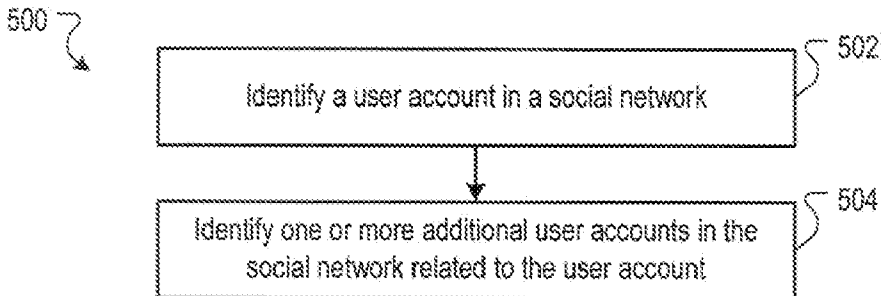 500
502
Identify a user account in a social network
504
Identify one or more additional user accounts in the
social network related to the user account